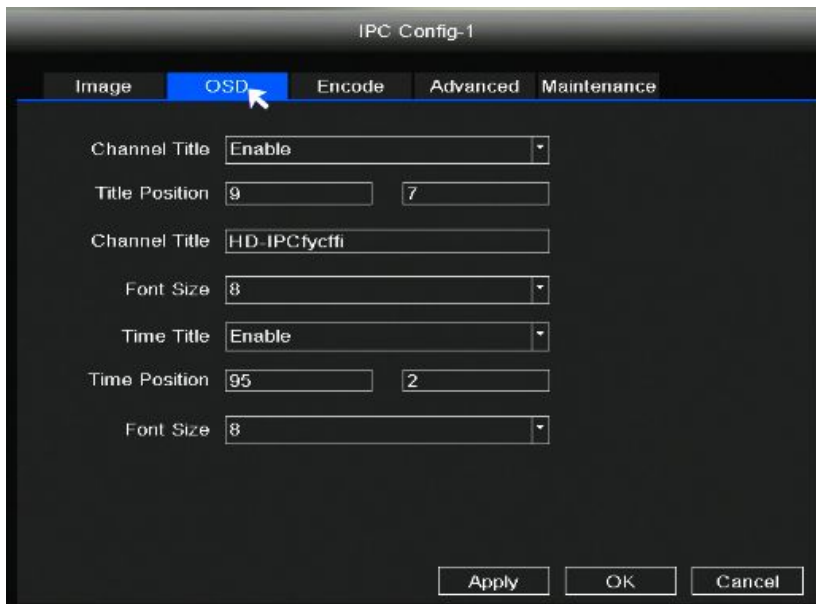 IPC Config-1
Image OSD Encode Advanced Maintenance
Channel Title Enable
Title Position 9 7
Channel Title HD-IPCfycffi
Font Size 8
Time Title Enable
Time Position 95 2
Font Size 8
Apply OK Cancel